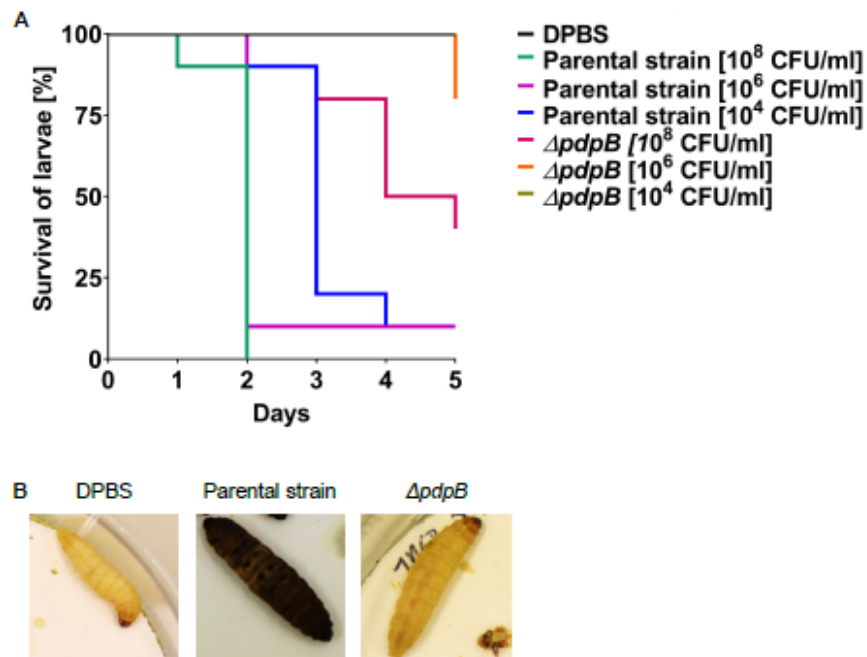 A
Survival of larvae [%]
100
75
50
25
0
0 1 2 3 4 5
Days
DPBS
Parental strain [10⁸ CFU/ml]
Parental strain [10⁶ CFU/ml]
Parental strain [10⁴ CFU/ml]
ΔpdpB [10⁸ CFU/ml]
ΔpdpB [10⁶ CFU/ml]
ΔpdpB [10⁴ CFU/ml]
B DPBS Parental strain ΔpdpB